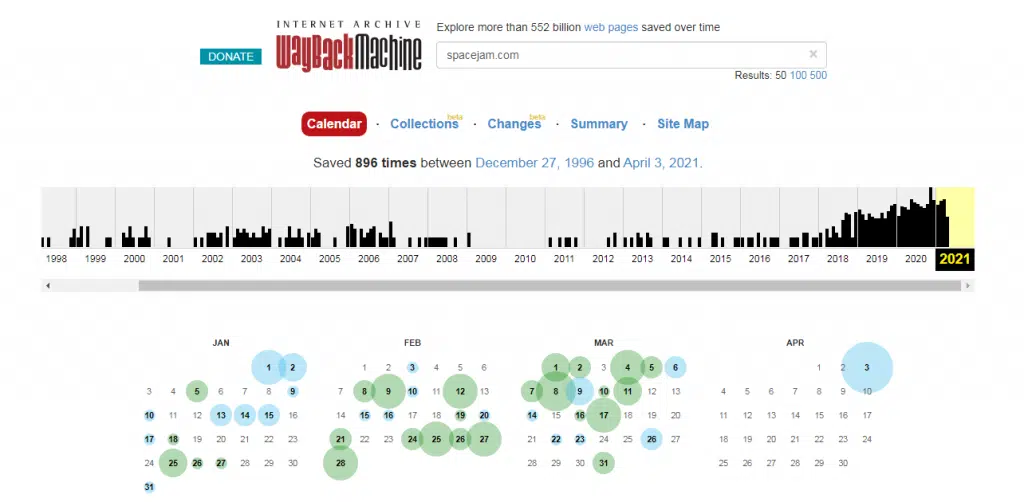 INTERNET ARCHIVE
WayBackMachine
DONATE
Explore more than 552 billion web pages saved over time
spacejam.com ×
Results: 50 100 500
Calendar · Collections beta · Changes beta · Summary · Site Map
Saved 896 times between December 27, 1996 and April 3, 2021.
1998 1999 2000 2001 2002 2003 2004 2005 2006 2007 2008 2009 2010 2011 2012 2013 2014 2015 2016 2017 2018 2019 2020 2021
JAN FEB MAR APR
1 2 1 2 3 4 5 6 1 2 3 4 5 6 1 2 3
3 4 5 6 7 8 9 7 8 9 10 11 12 13 7 8 9 10 11 12 13 4 5 6 7 8 9 10
10 11 12 13 14 15 16 14 15 16 17 18 19 20 14 15 16 17 18 19 20 11 12 13 14 15 16 17
17 18 19 20 21 22 23 21 22 23 24 25 26 27 21 22 23 24 25 26 27 18 19 20 21 22 23 24
24 25 26 27 28 29 30 28 28 29 30 31 25 26 27 28 29 30
31